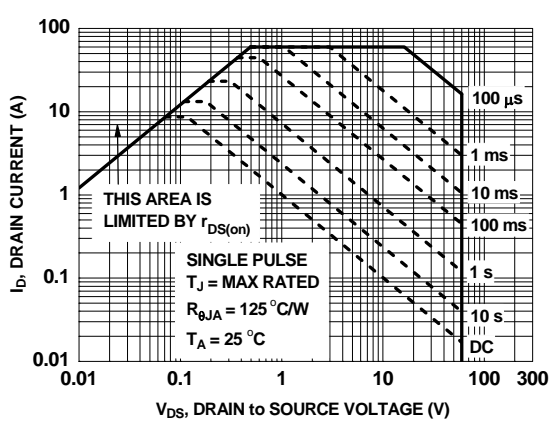 100
10
1
0.1
0.01
I_D, DRAIN CURRENT (A)
THIS AREA IS
LIMITED BY r_DS(on)
SINGLE PULSE
T_J = MAX RATED
R_θJA = 125 °C/W
T_A = 25 °C
100 μs
1 ms
10 ms
100 ms
1 s
10 s
DC
0.01
0.1
1
10
100
300
V_DS, DRAIN to SOURCE VOLTAGE (V)